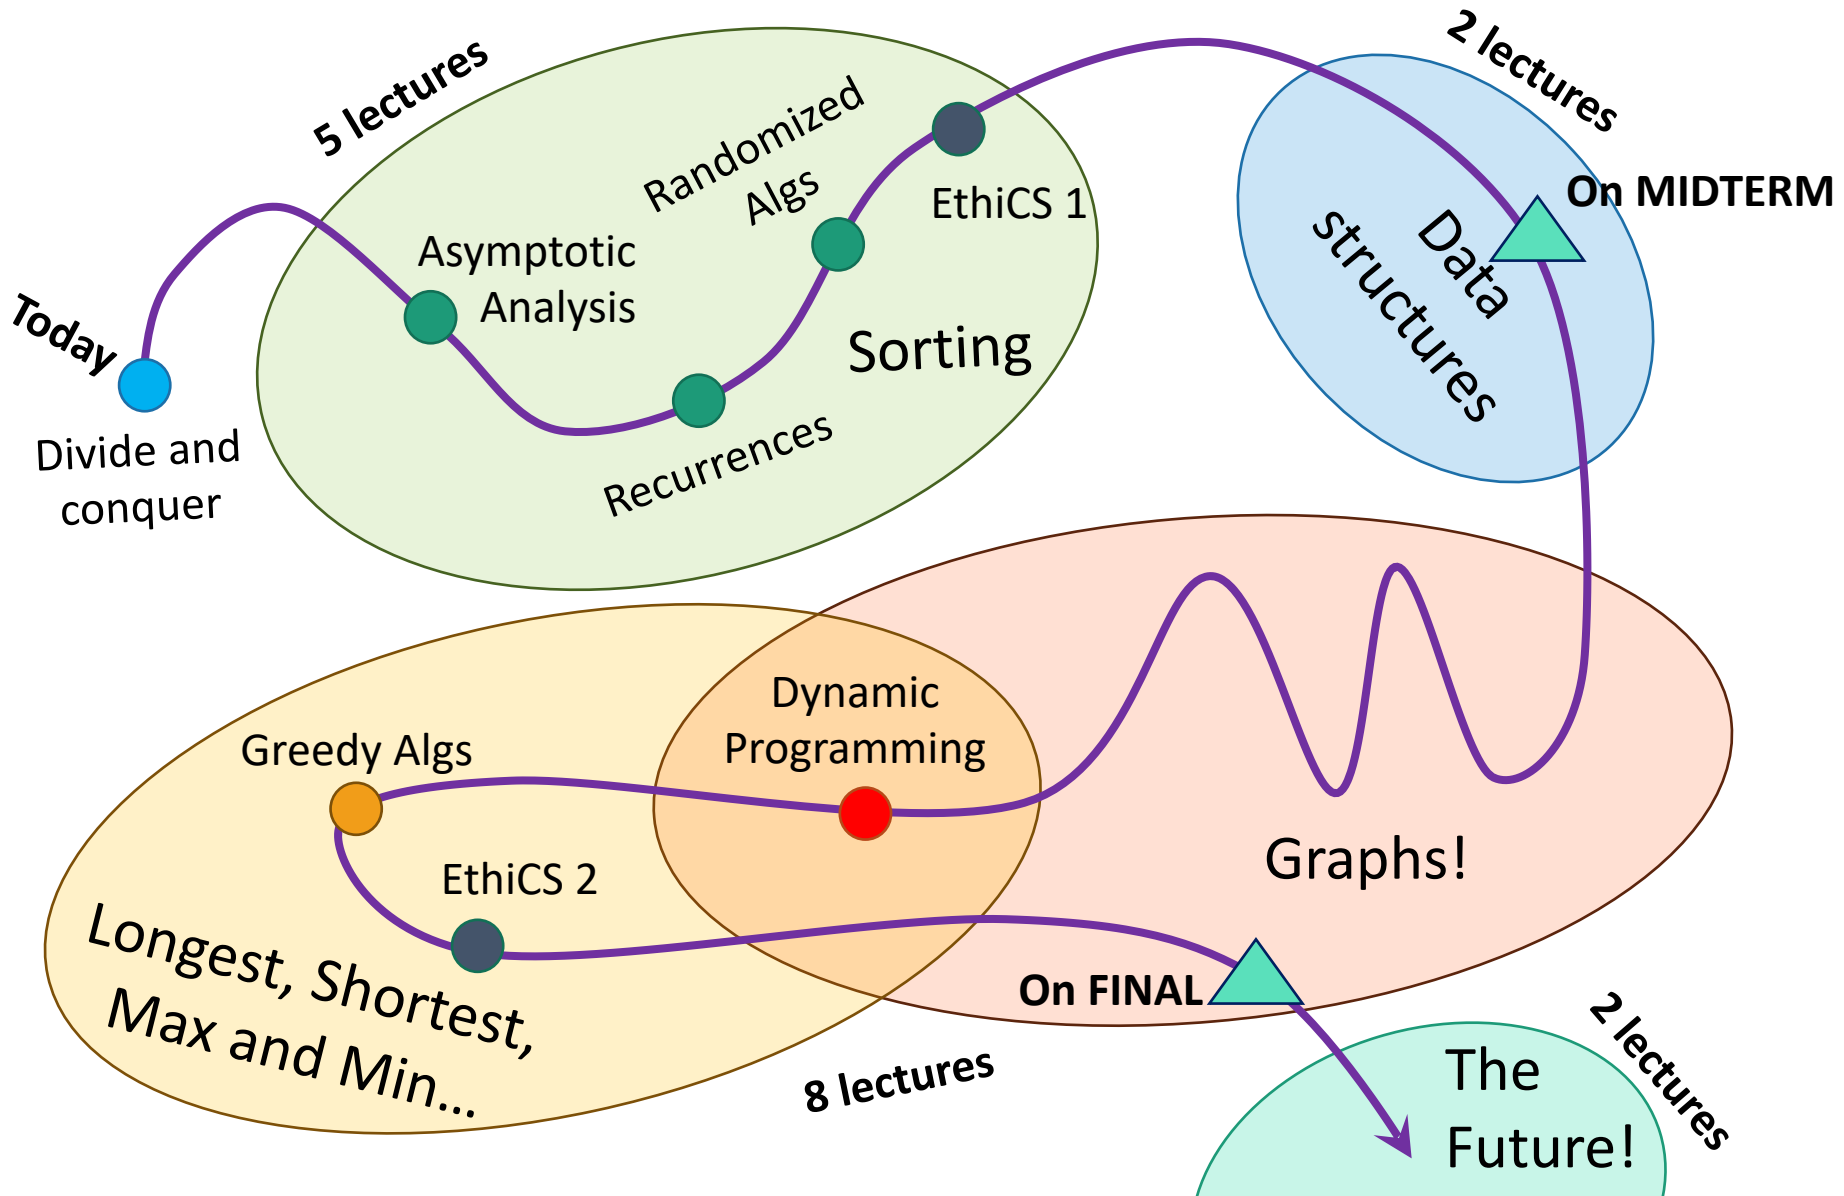 5 lectures
2 lectures
Randomized
Algs
EthiCS 1
On MIDTERM
Data
structures
Asymptotic
Analysis
Today
Sorting
Divide and
conquer
Recurrences
Dynamic
Programming
Greedy Algs
Graphs!
EthiCS 2
Longest, Shortest,
Max and Min...
On FINAL
8 lectures
2 lectures
The
Future!